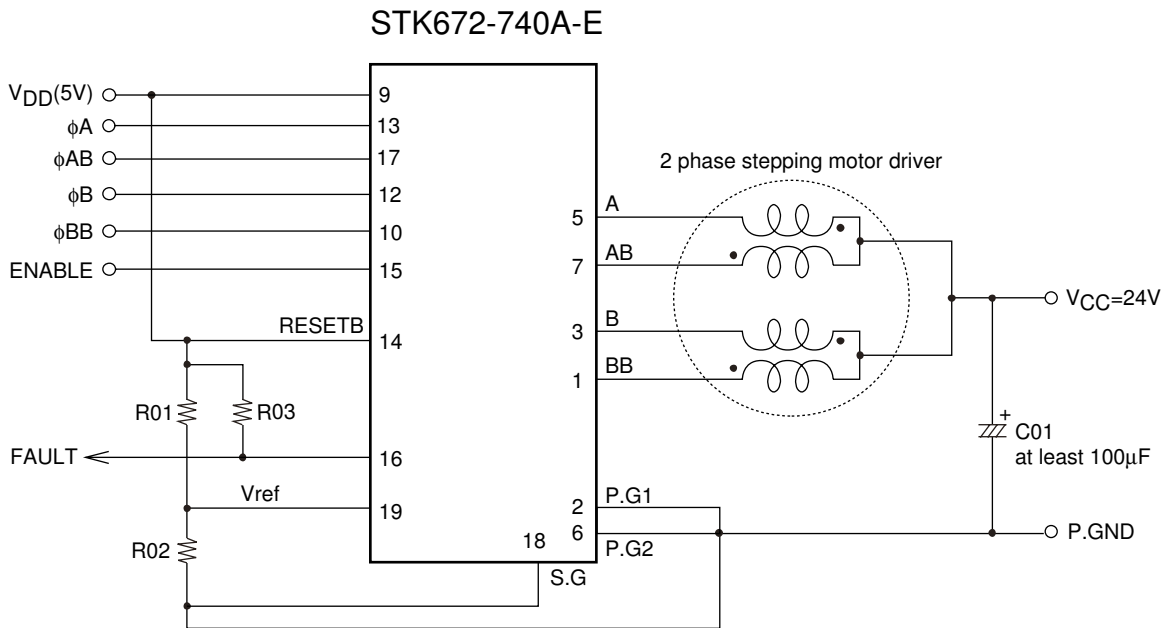 STK672-740A-E
VDD(5V)
9
ϕA
13
ϕAB
17
2 phase stepping motor driver
ϕB
12
5
A
ϕBB
10
ENABLE
15
7
AB
RESETB
14
3
B
1
BB
VCC=24V
R01
R03
+
C01
at least 100μF
FAULT
16
Vref
19
2
P.G1
R02
18
6
P.G2
P.GND
S.G